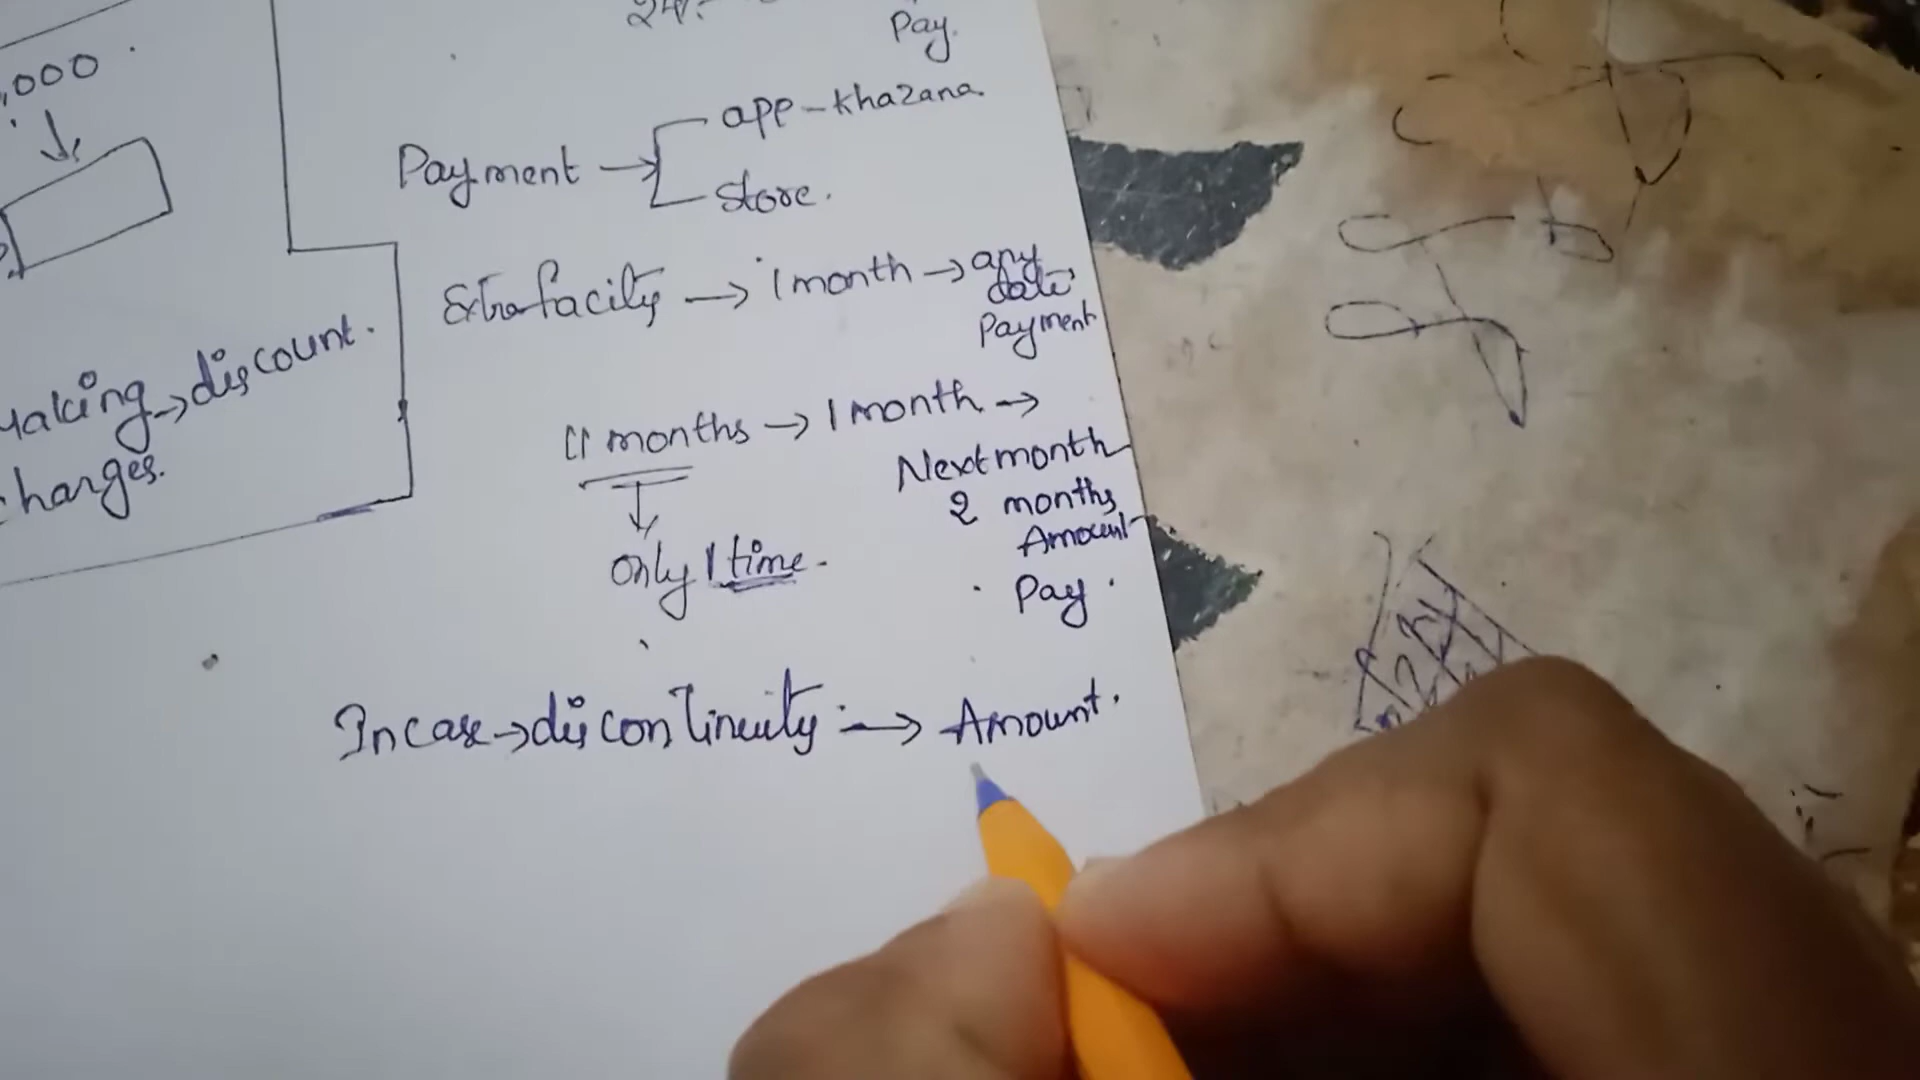 ,000
Making → discount.
charges.
Pay.
Payment →
app - khazana
store.
Extra facility → 1 month → any
date
Payment
11 months → 1 month →
Next month
2 months
Amount
Pay.
only 1 time.
Incase → discontinuity → Amount.